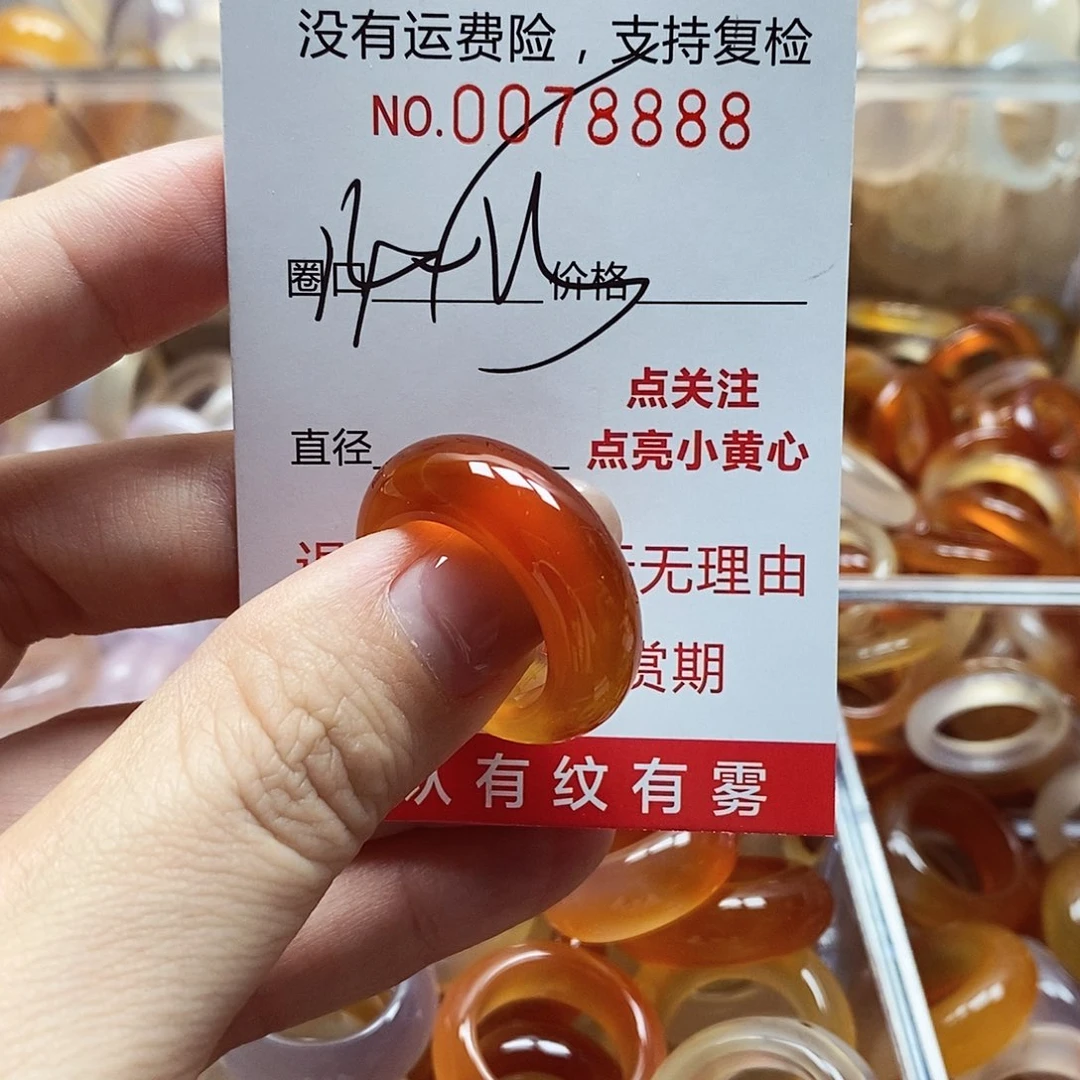 没有运费险，支持复检
NO.0078888
圈口 价格
点关注
直径 点亮小黄心
无理由
赏期
有纹有雾